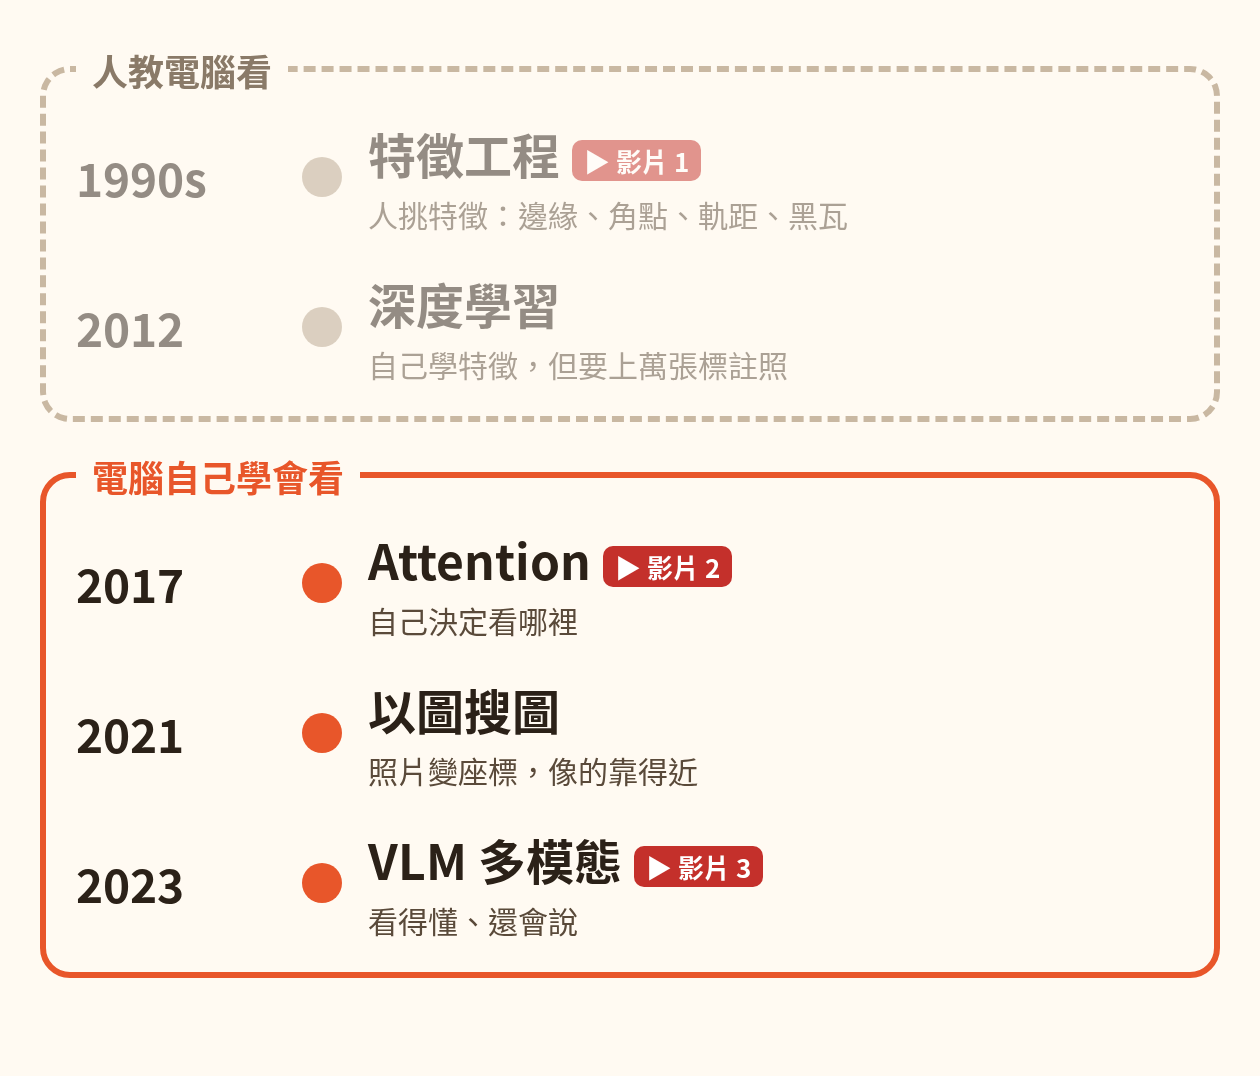 人教電腦看
1990s
特徵工程 ▶ 影片 1
人挑特徵：邊緣、角點、軌距、黑瓦
2012
深度學習
自己學特徵，但要上萬張標註照
電腦自己學會看
2017
Attention ▶ 影片 2
自己決定看哪裡
2021
以圖搜圖
照片變座標，像的靠得近
2023
VLM 多模態 ▶ 影片 3
看得懂、還會說